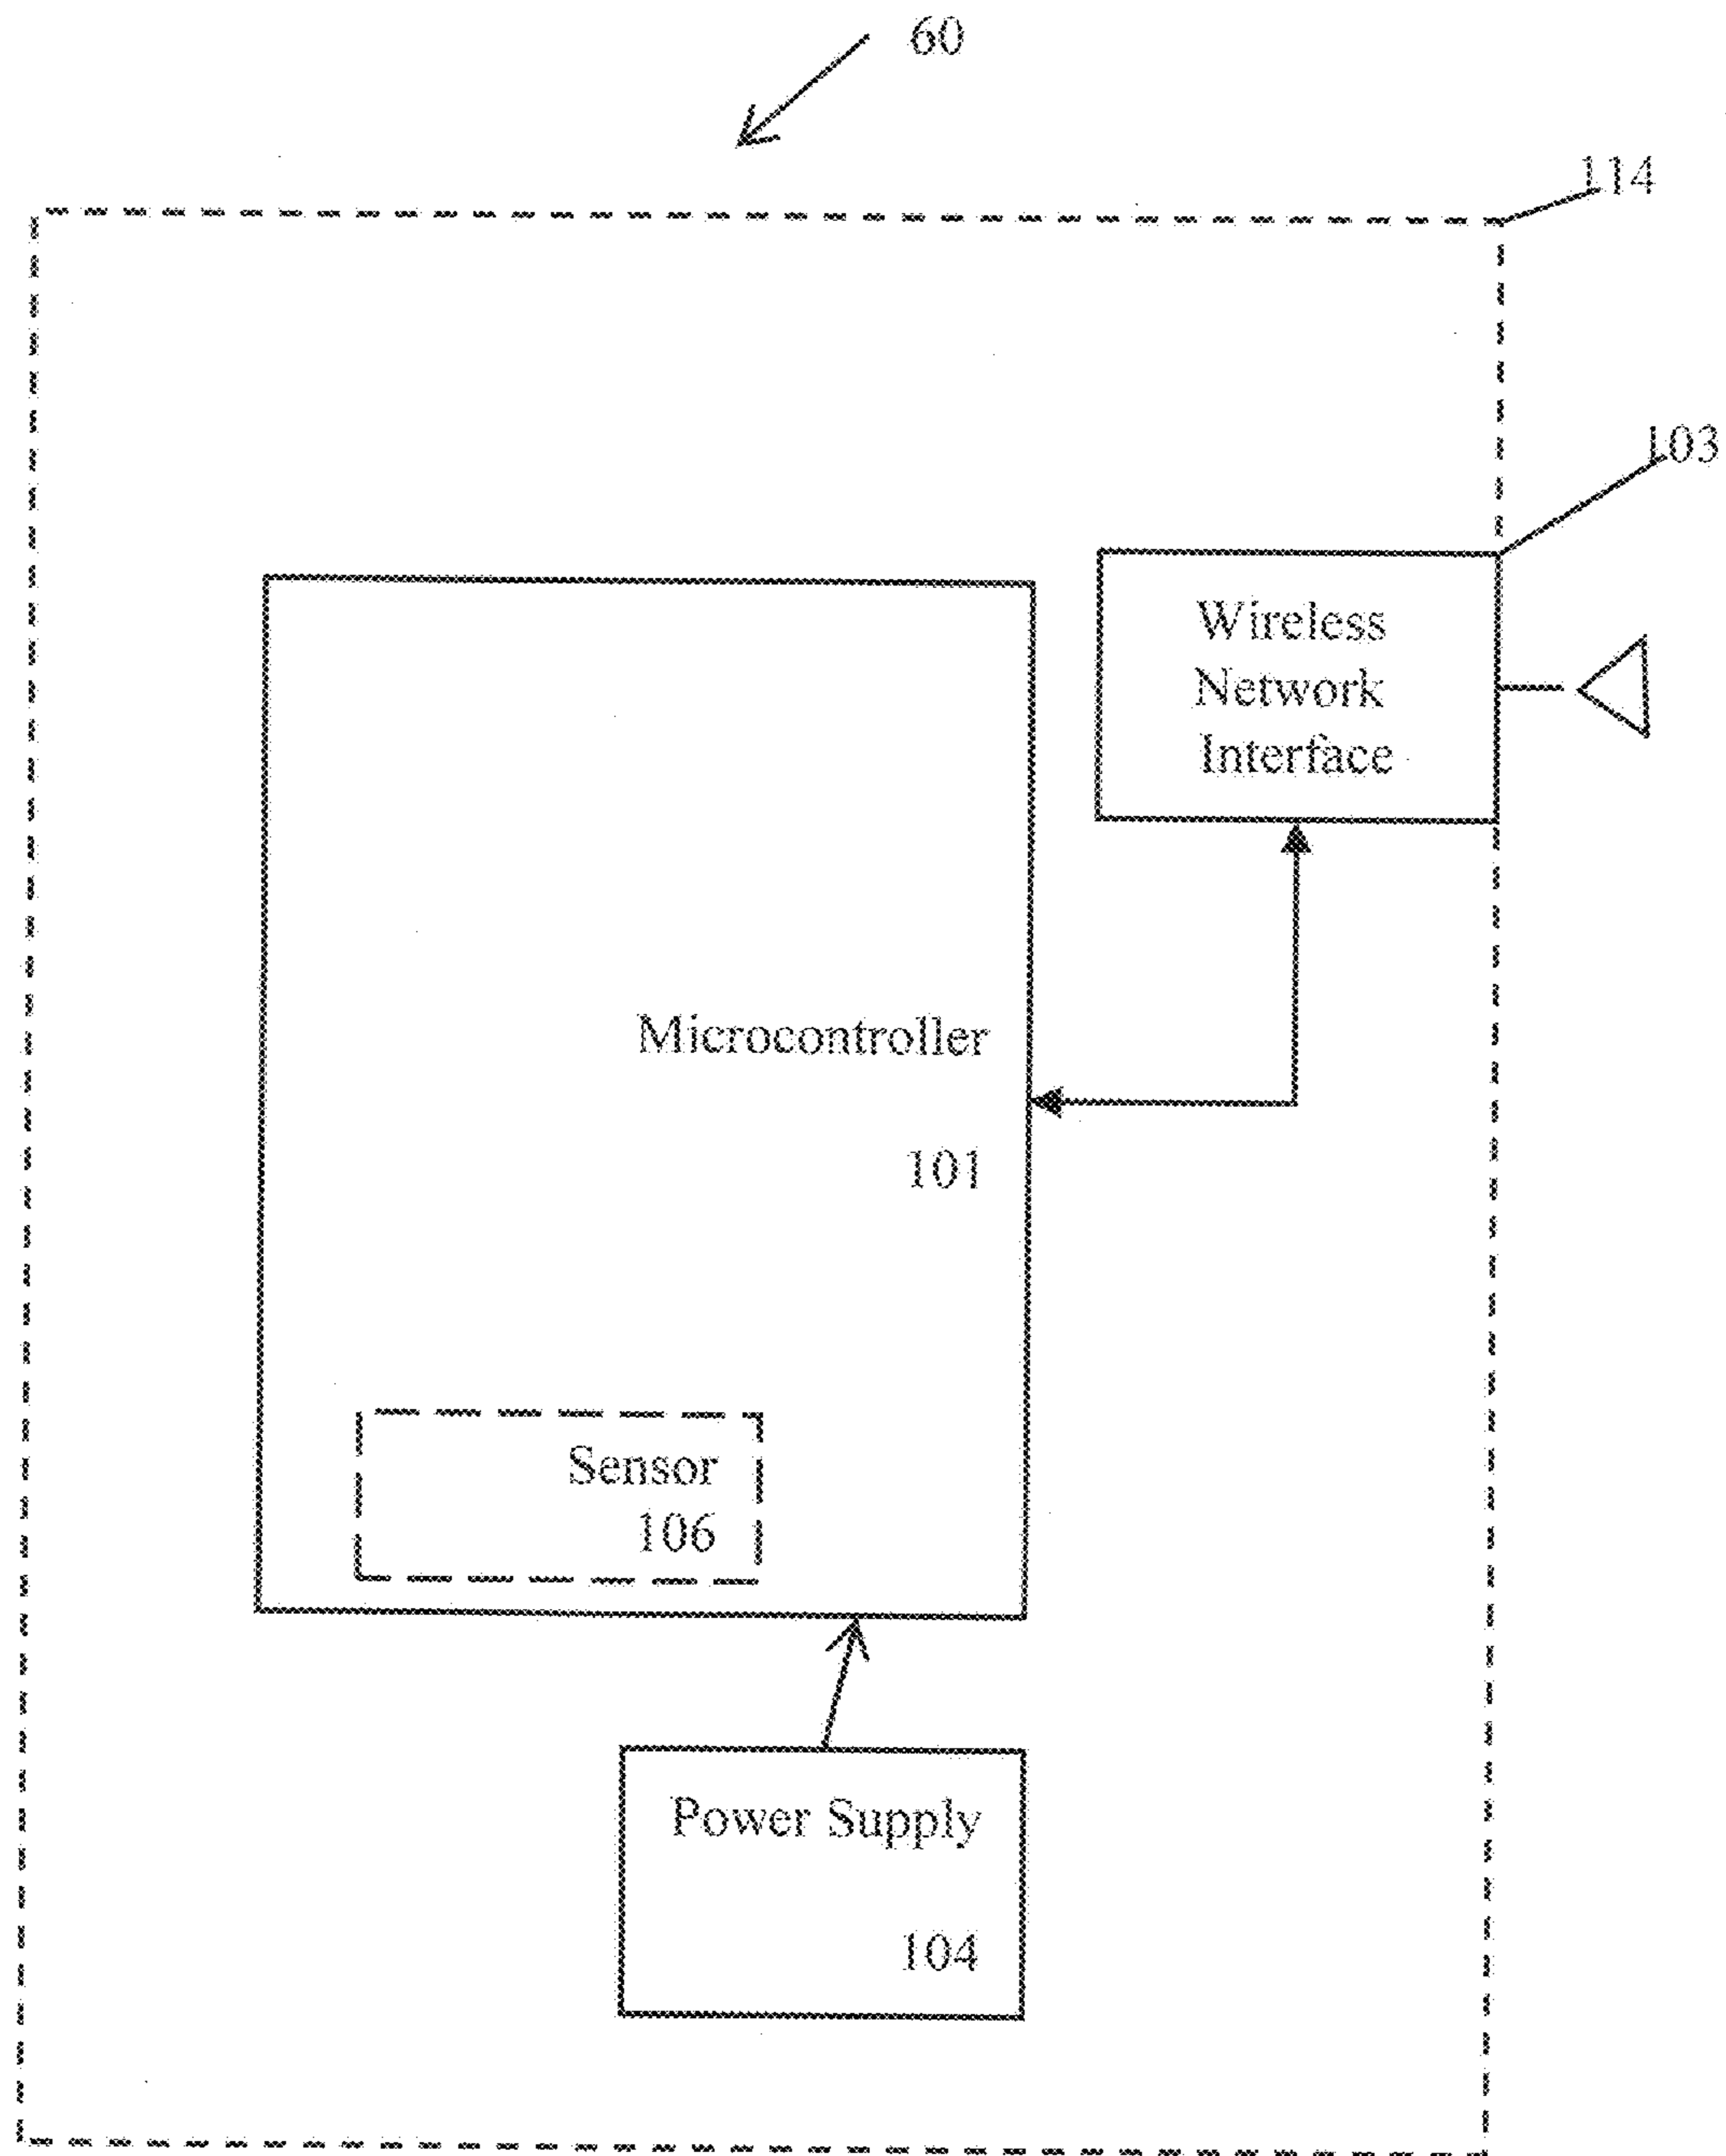 60
114
103
Wireless
Network
Interface
Microcontroller
101
Sensor
106
Power Supply
104